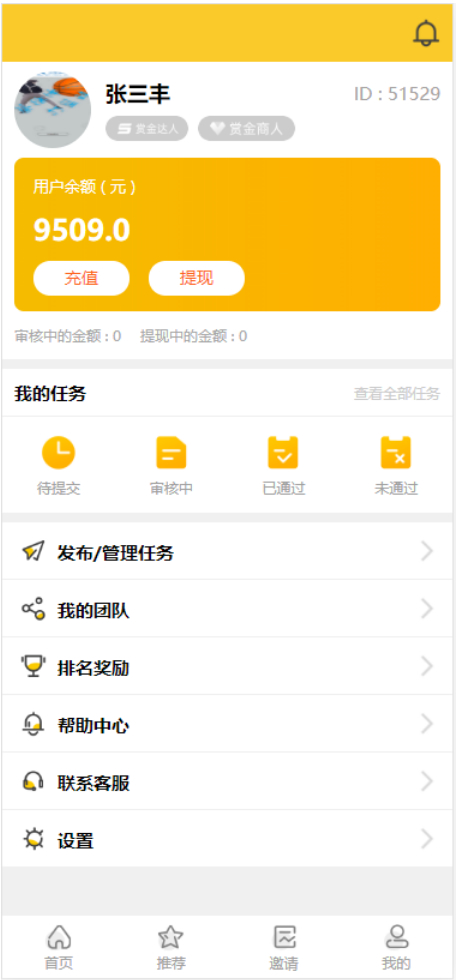 张三丰
ID : 51529
赏金达人 赏金商人
用户余额 ( 元 )
9509.0
充值 提现
审核中的金额 : 0 提现中的金额 : 0
我的任务 查看全部任务
待提交 审核中 已通过 未通过
发布/管理任务
我的团队
排名奖励
帮助中心
联系客服
设置
首页 推荐 邀请 我的